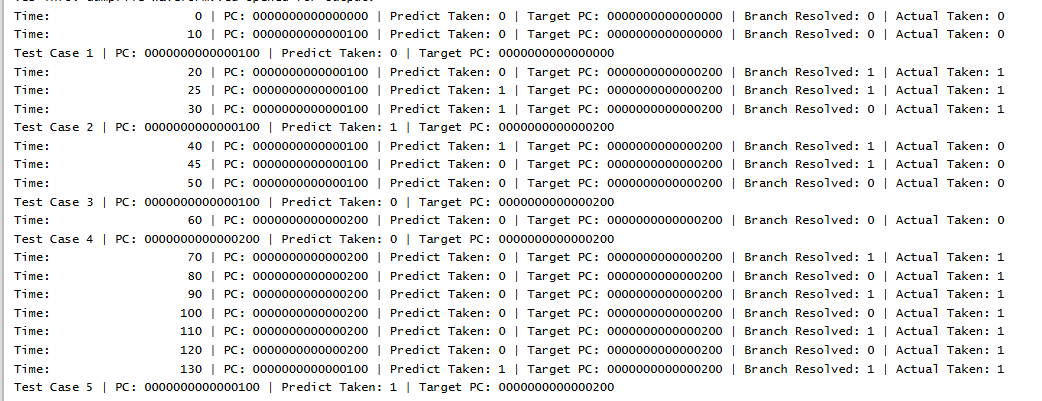 Time: 0 | PC: 0000000000000000 | Predict Taken: 0 | Target PC: 0000000000000000 | Branch Resolved: 0 | Actual Taken: 0
Time: 10 | PC: 0000000000000100 | Predict Taken: 0 | Target PC: 0000000000000000 | Branch Resolved: 0 | Actual Taken: 0
Test Case 1 | PC: 0000000000000100 | Predict Taken: 0 | Target PC: 0000000000000000
Time: 20 | PC: 0000000000000100 | Predict Taken: 0 | Target PC: 0000000000000200 | Branch Resolved: 1 | Actual Taken: 1
Time: 25 | PC: 0000000000000100 | Predict Taken: 1 | Target PC: 0000000000000200 | Branch Resolved: 1 | Actual Taken: 1
Time: 30 | PC: 0000000000000100 | Predict Taken: 1 | Target PC: 0000000000000200 | Branch Resolved: 0 | Actual Taken: 1
Test Case 2 | PC: 0000000000000100 | Predict Taken: 1 | Target PC: 0000000000000200
Time: 40 | PC: 0000000000000100 | Predict Taken: 1 | Target PC: 0000000000000200 | Branch Resolved: 1 | Actual Taken: 0
Time: 45 | PC: 0000000000000100 | Predict Taken: 0 | Target PC: 0000000000000200 | Branch Resolved: 1 | Actual Taken: 0
Time: 50 | PC: 0000000000000100 | Predict Taken: 0 | Target PC: 0000000000000200 | Branch Resolved: 0 | Actual Taken: 0
Test Case 3 | PC: 0000000000000100 | Predict Taken: 0 | Target PC: 0000000000000200
Time: 60 | PC: 0000000000000200 | Predict Taken: 0 | Target PC: 0000000000000200 | Branch Resolved: 0 | Actual Taken: 0
Test Case 4 | PC: 0000000000000200 | Predict Taken: 0 | Target PC: 0000000000000200
Time: 70 | PC: 0000000000000200 | Predict Taken: 0 | Target PC: 0000000000000200 | Branch Resolved: 1 | Actual Taken: 1
Time: 80 | PC: 0000000000000200 | Predict Taken: 0 | Target PC: 0000000000000200 | Branch Resolved: 0 | Actual Taken: 1
Time: 90 | PC: 0000000000000200 | Predict Taken: 0 | Target PC: 0000000000000200 | Branch Resolved: 1 | Actual Taken: 1
Time: 100 | PC: 0000000000000200 | Predict Taken: 0 | Target PC: 0000000000000200 | Branch Resolved: 0 | Actual Taken: 1
Time: 110 | PC: 0000000000000200 | Predict Taken: 0 | Target PC: 0000000000000200 | Branch Resolved: 1 | Actual Taken: 1
Time: 120 | PC: 0000000000000200 | Predict Taken: 0 | Target PC: 0000000000000200 | Branch Resolved: 0 | Actual Taken: 1
Time: 130 | PC: 0000000000000100 | Predict Taken: 1 | Target PC: 0000000000000200 | Branch Resolved: 1 | Actual Taken: 1
Test Case 5 | PC: 0000000000000100 | Predict Taken: 1 | Target PC: 0000000000000200